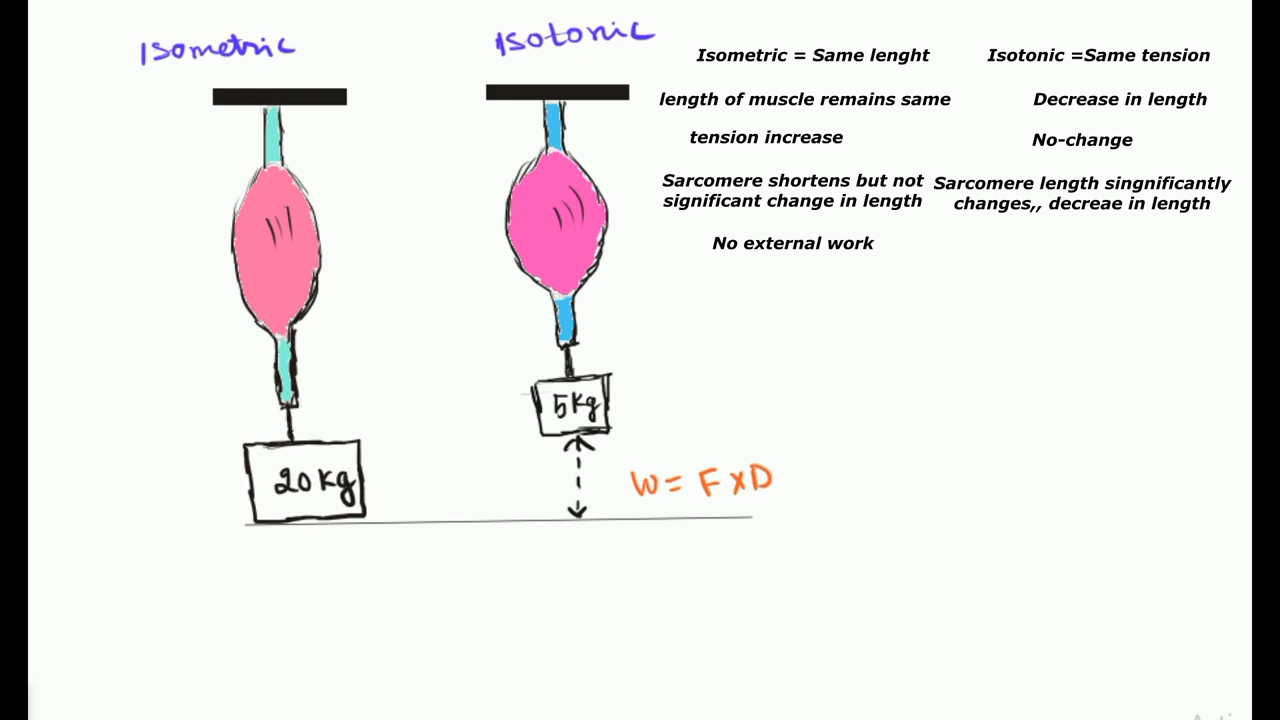 Isometric
Isotonic
Isometric = Same lenght
Isotonic =Same tension
length of muscle remains same
Decrease in length
tension increase
No-change
Sarcomere shortens but not
significant change in length
Sarcomere length singnificantly
changes,, decreae in length
No external work
5kg
20kg
W= F x D